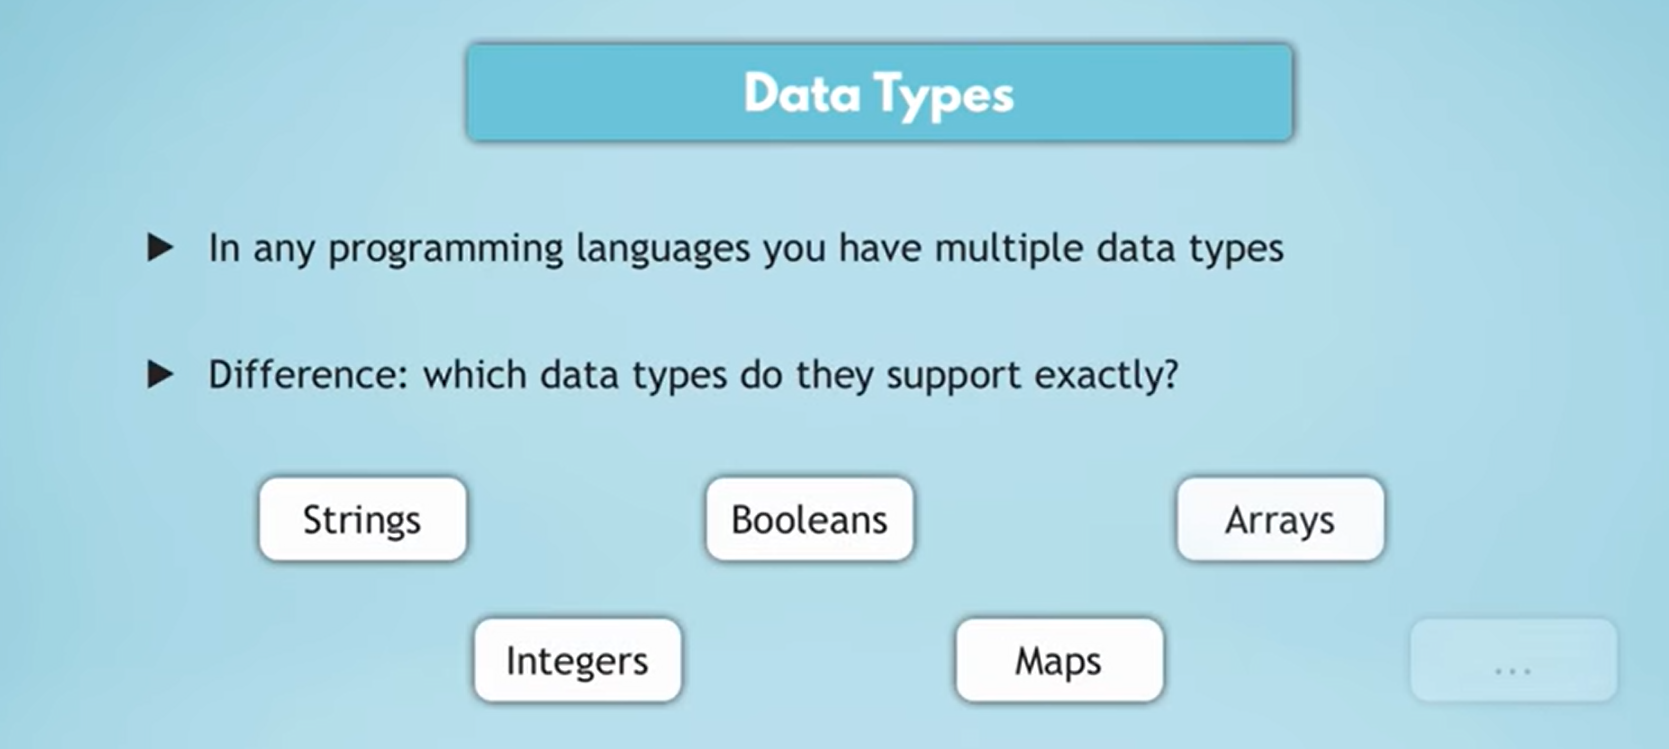 Data Types
▶ In any programming languages you have multiple data types
▶ Difference: which data types do they support exactly?
Strings Booleans Arrays
Integers Maps ...